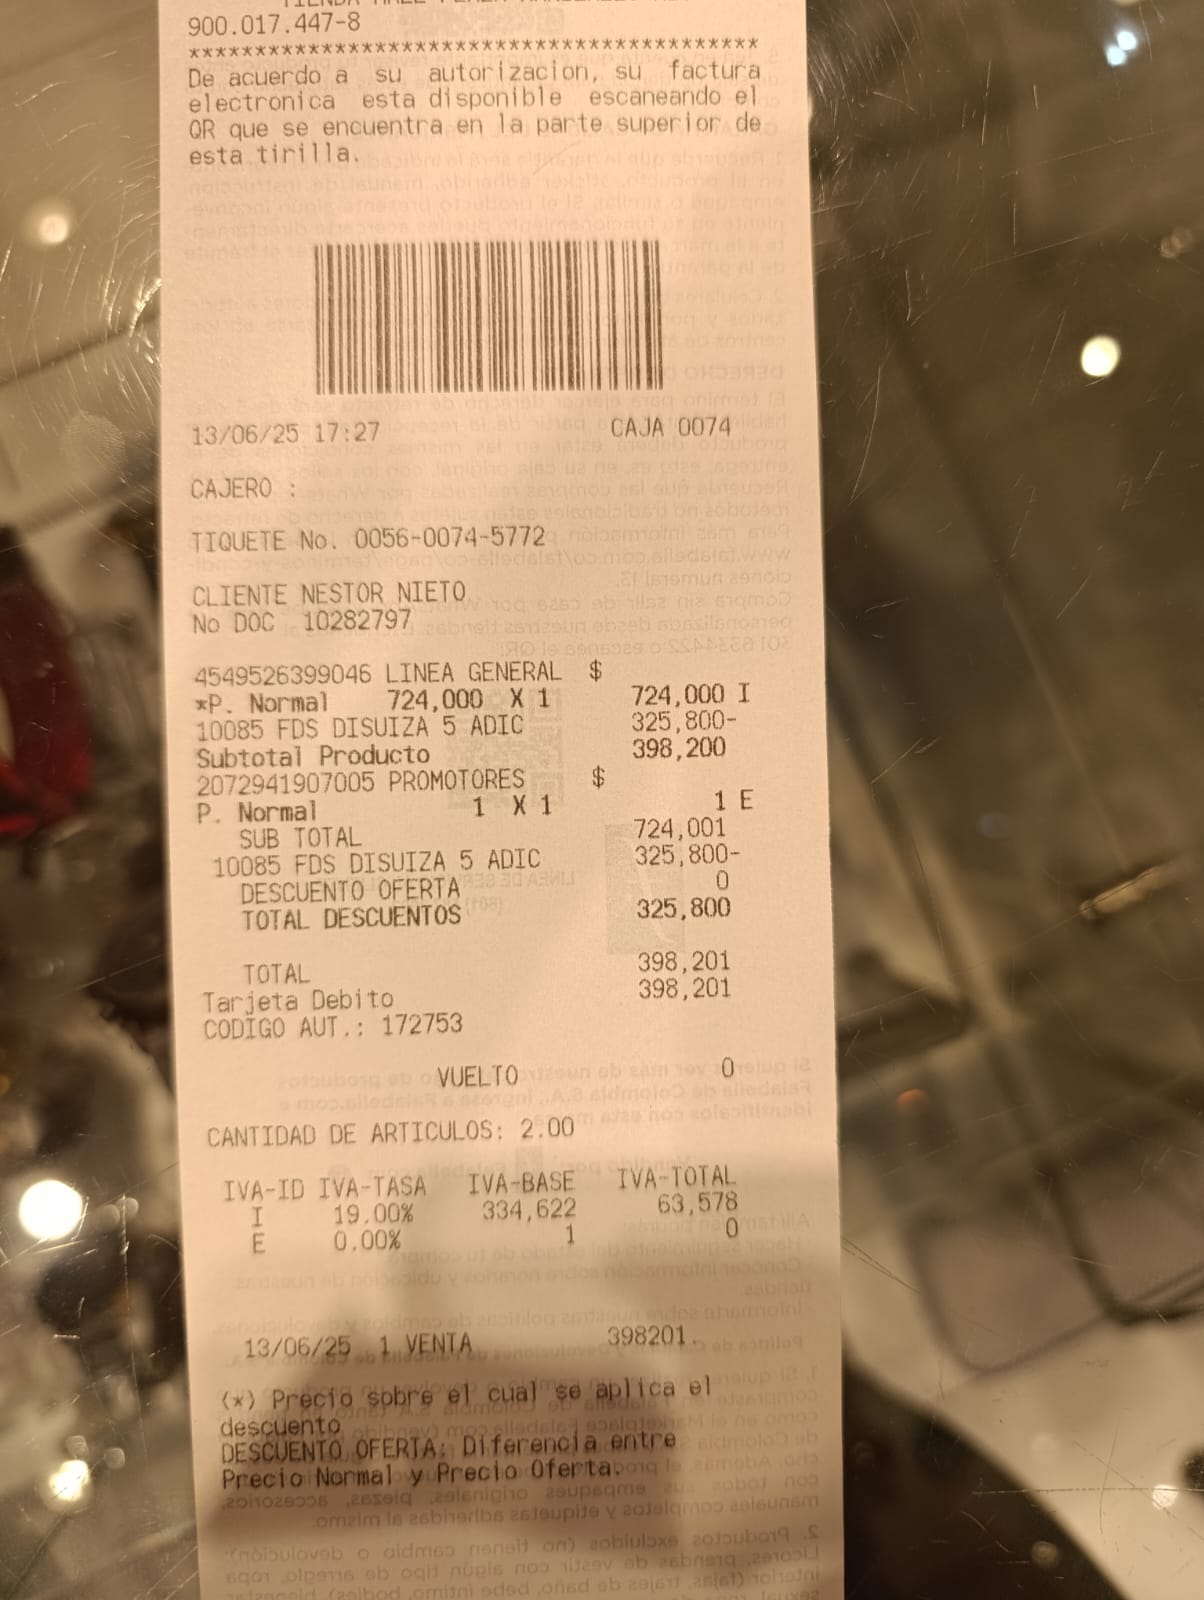 900.017.447-8
*******************************************
De acuerdo a su autorizacion, su factura
electronica esta disponible escaneando el
QR que se encuentra en la parte superior de
esta tirilla.
13/06/25 17:27 CAJA 0074
CAJERO :
TIQUETE No. 0056-0074-5772
CLIENTE NESTOR NIETO
No DOC 10282797
4549526399046 LINEA GENERAL $
*P. Normal 724,000 X 1 724,000 I
10085 FDS DISUIZA 5 ADIC 325,800-
Subtotal Producto 398,200
2072941907005 PROMOTORES $
P. Normal 1 X 1 1 E
SUB TOTAL 724,001
10085 FDS DISUIZA 5 ADIC 325,800-
DESCUENTO OFERTA 0
TOTAL DESCUENTOS 325,800
TOTAL 398,201
Tarjeta Debito 398,201
CODIGO AUT.: 172753
VUELTO 0
CANTIDAD DE ARTICULOS: 2.00
IVA-ID IVA-TASA IVA-BASE IVA-TOTAL
I 19.00% 334,622 63,578
E 0.00% 1 0
13/06/25 1 VENTA 398201.
(*) Precio sobre el cual se aplica el
descuento
DESCUENTO OFERTA: Diferencia entre
Precio Normal y Precio Oferta.